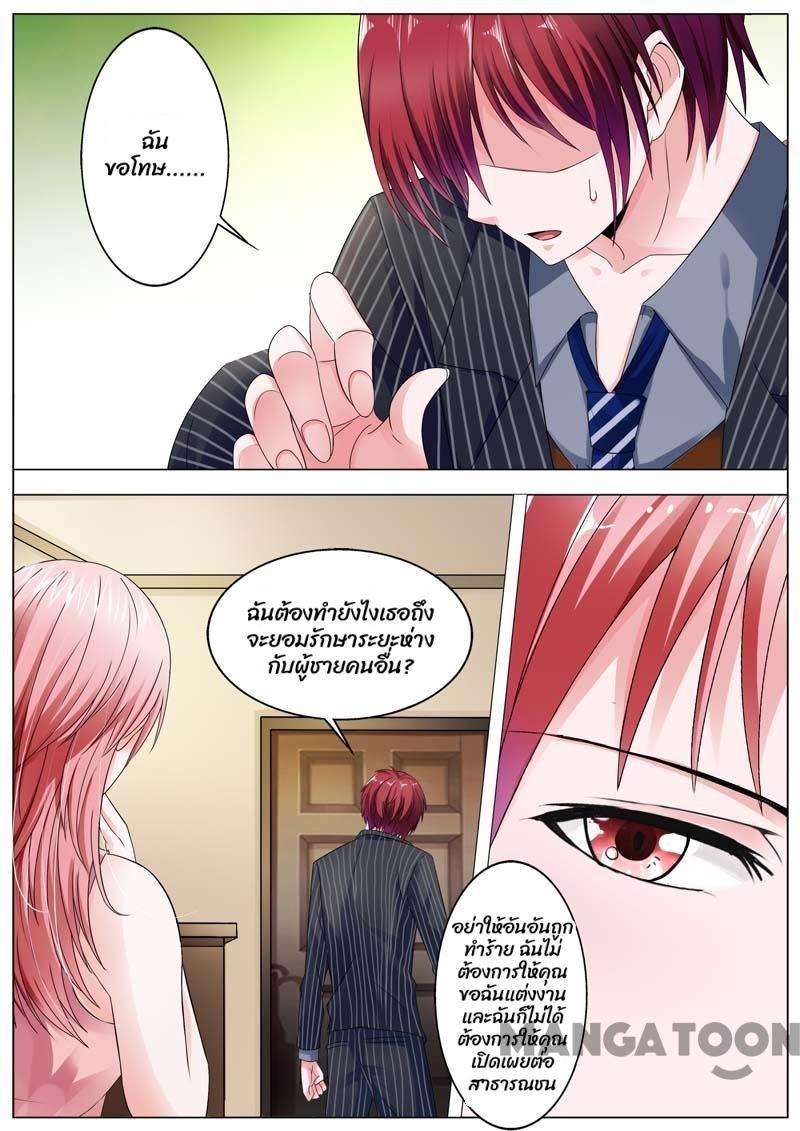 ฉัน
ขอโทษ......
ฉันต้องทำยังไงเธอถึง
จะยอมรักษาระยะห่าง
กับผู้ชายคนอื่น?
อย่าให้อันอันถูก
ทำร้าย ฉันไม่
ต้องการให้คุณ
ขอฉันแต่งงาน
และฉันก็ไม่ได้
ต้องการให้คุณ
เปิดเผยต่อ
สาธารณชน
MANGATOON